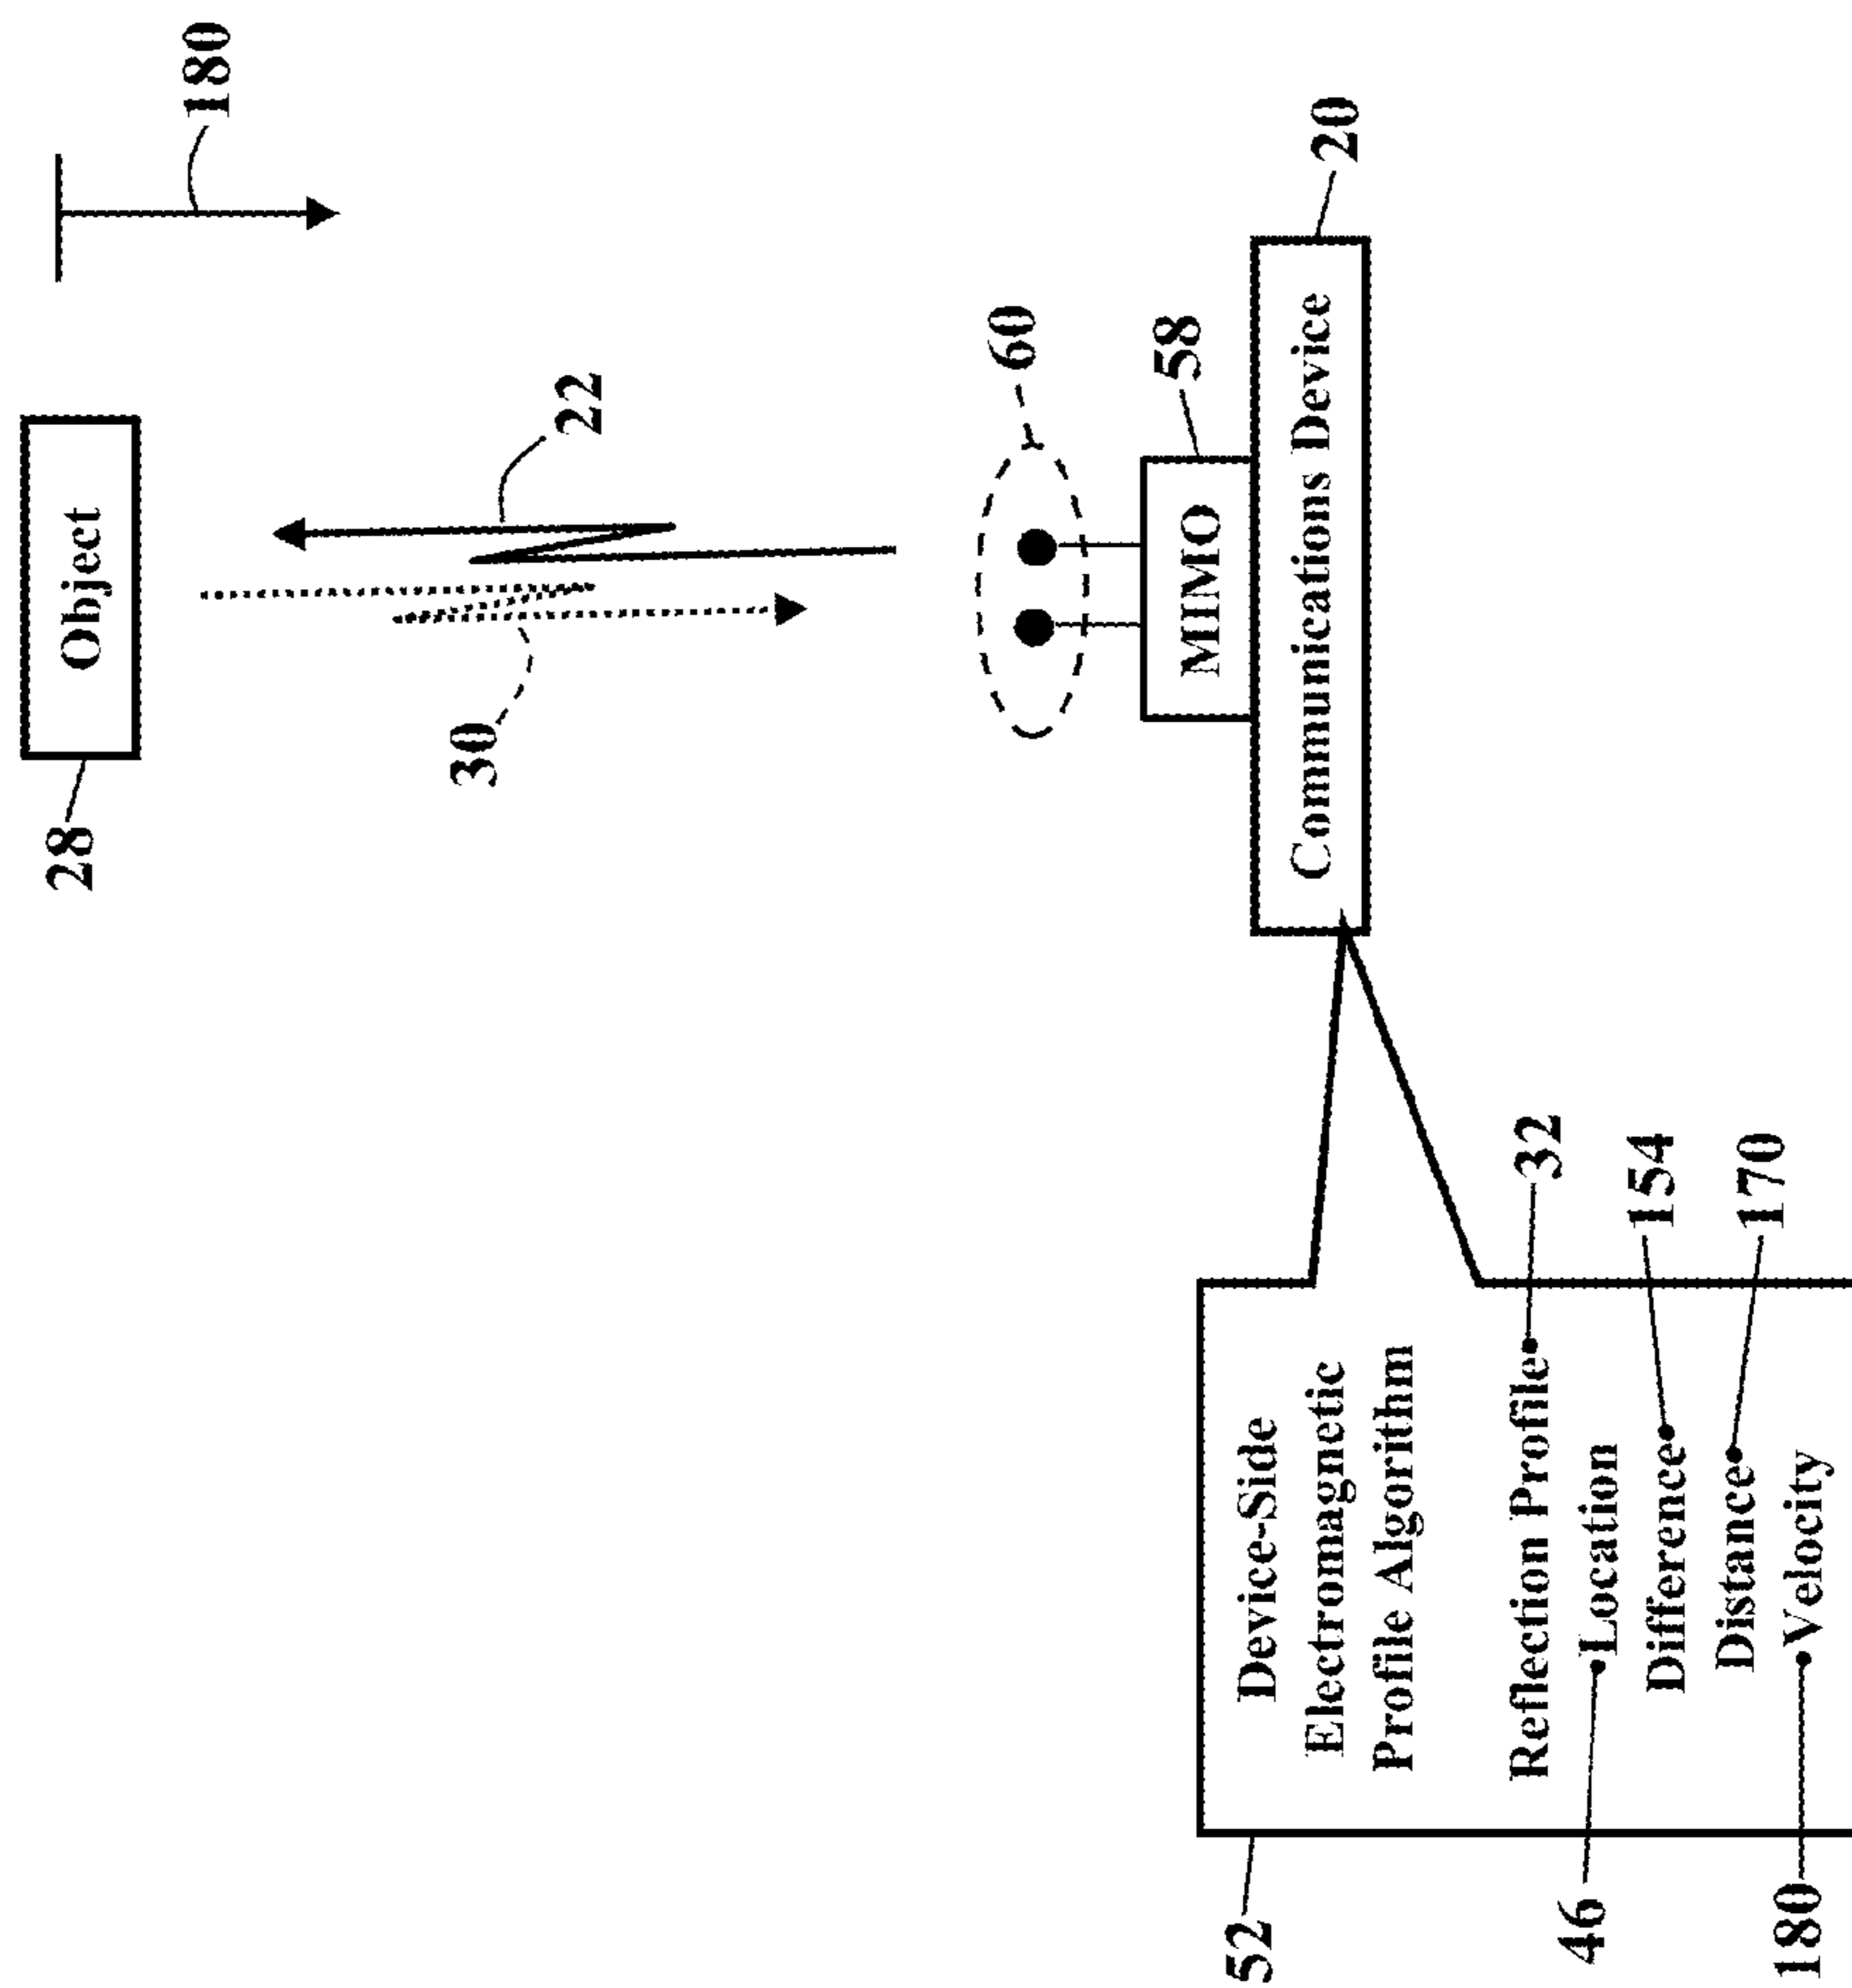 28
Object
180
30
22
60
MIMO
58
Communications Device
20
52
Device-Side
Electromagnetic
Profile Algorithm
Reflection Profile
32
46
Location
Difference
154
Distance
170
180
Velocity